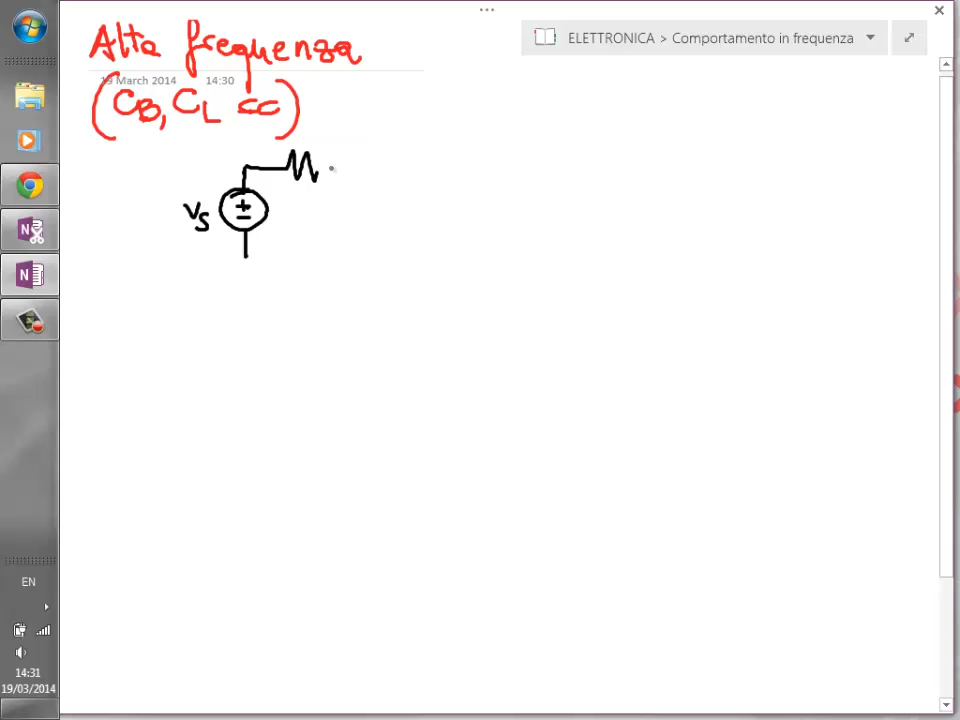 Alta frequenza
19 March 2014 14:30
(CB, CL CC)
ELETTRONICA > Comportamento in frequenza
+
−
vs
N
N
EN
14:31
19/03/2014